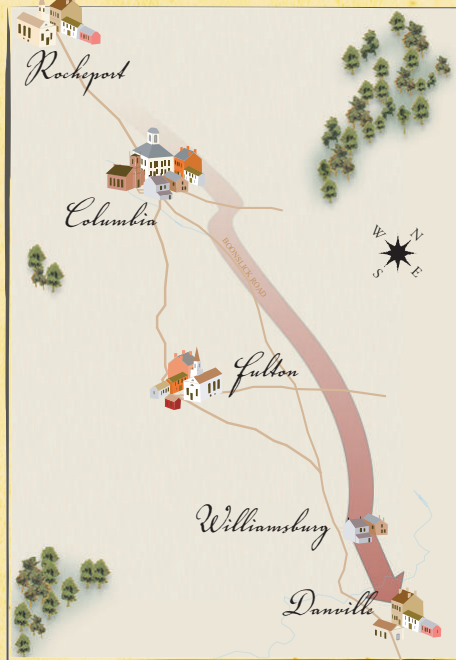 Rocheport
Columbia
W N
S E
BOONSLICK ROAD
Fulton
Williamsburg
Danville